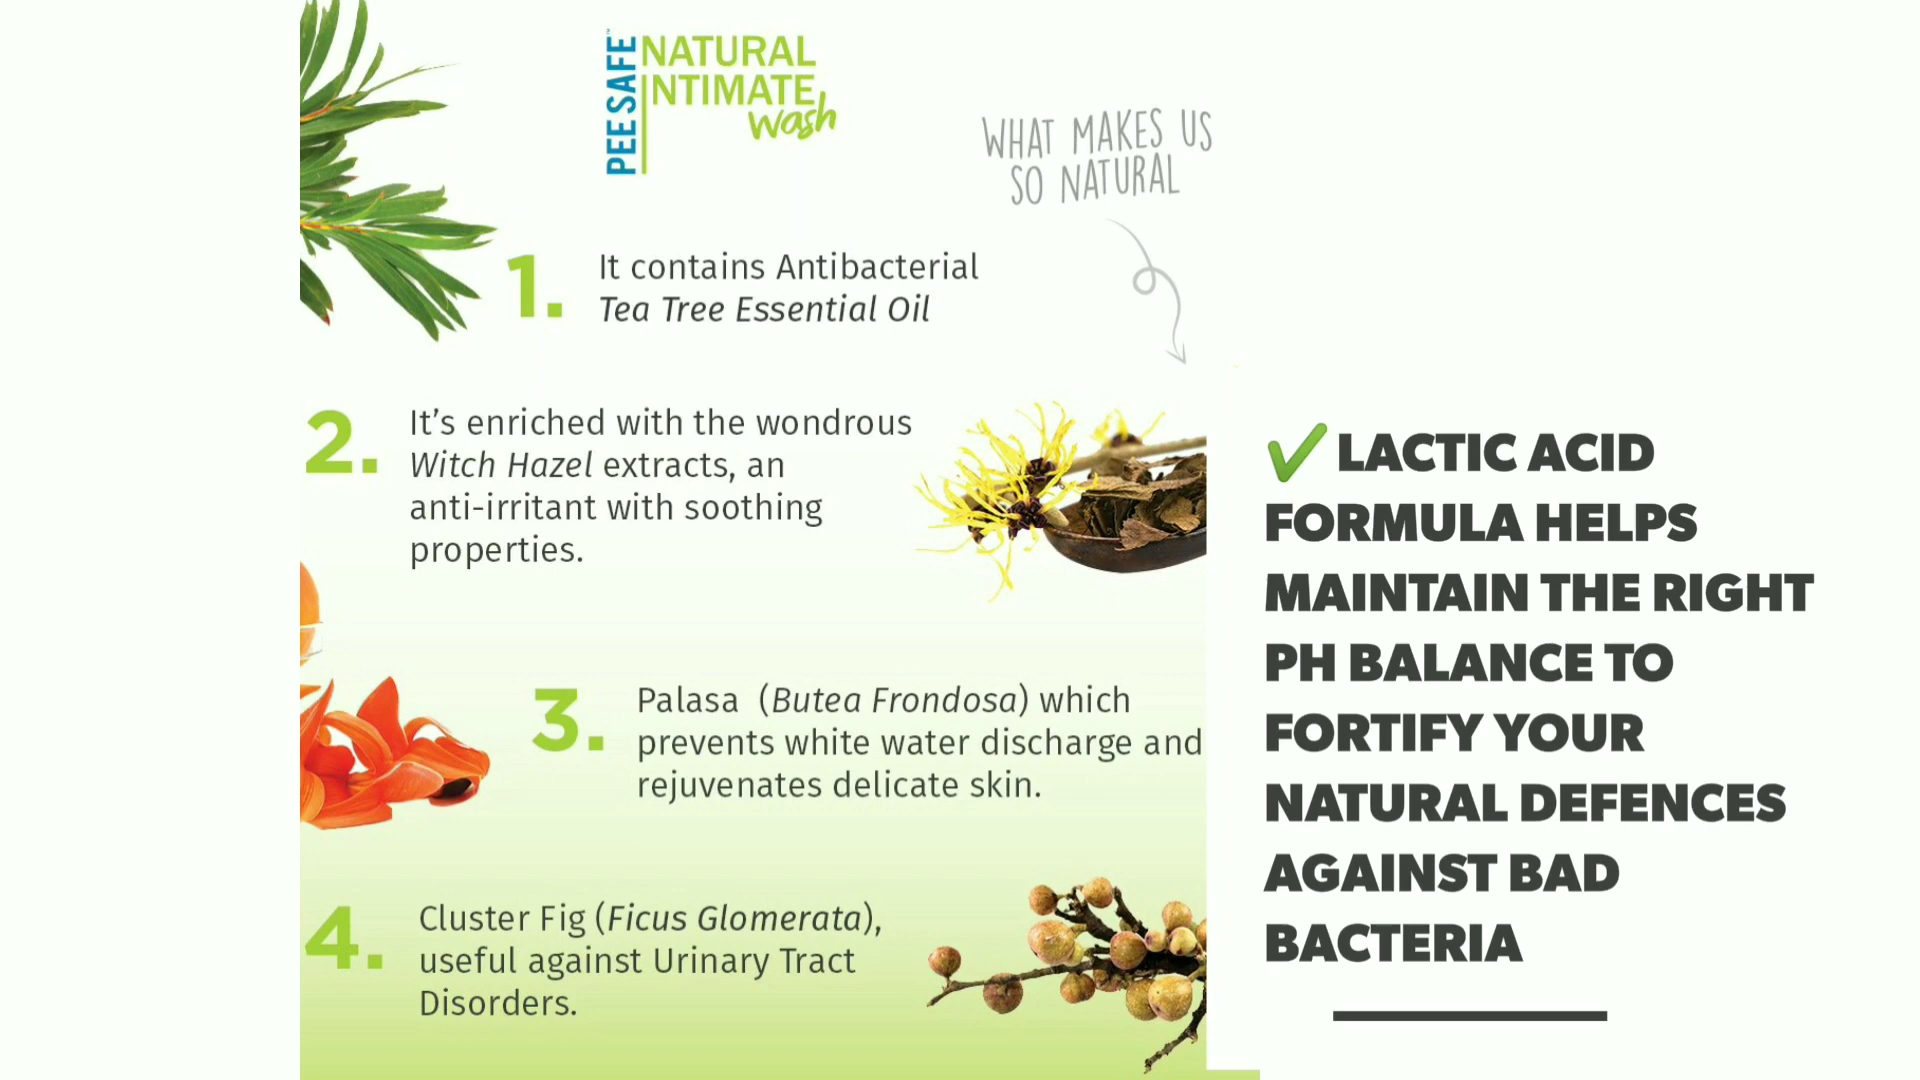 PEE SAFE
NATURAL
INTIMATE
wash
WHAT MAKES US
SO NATURAL
1.
It contains Antibacterial
Tea Tree Essential Oil
2.
It’s enriched with the wondrous
Witch Hazel extracts, an
anti-irritant with soothing
properties.
3.
Palasa (Butea Frondosa) which
prevents white water discharge and
rejuvenates delicate skin.
4.
Cluster Fig (Ficus Glomerata),
useful against Urinary Tract
Disorders.
✔ LACTIC ACID
FORMULA HELPS
MAINTAIN THE RIGHT
PH BALANCE TO
FORTIFY YOUR
NATURAL DEFENCES
AGAINST BAD
BACTERIA